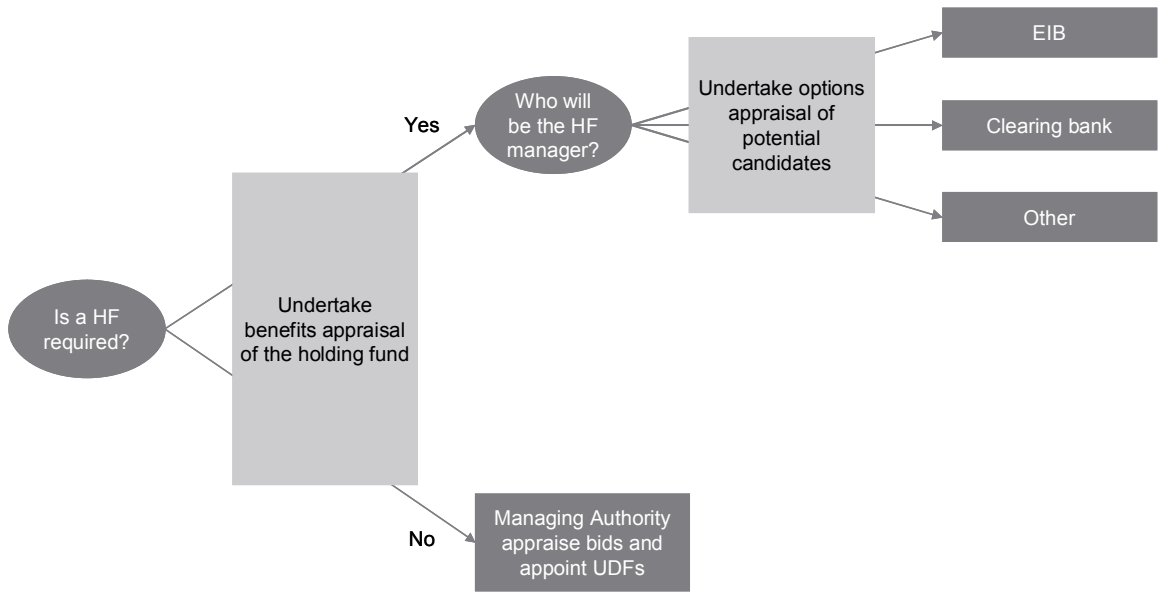 Is a HF
required?
Undertake
benefits appraisal
of the holding fund
Yes
Who will
be the HF
manager?
Undertake options
appraisal of
potential
candidates
EIB
Clearing bank
Other
No
Managing Authority
appraise bids and
appoint UDFs